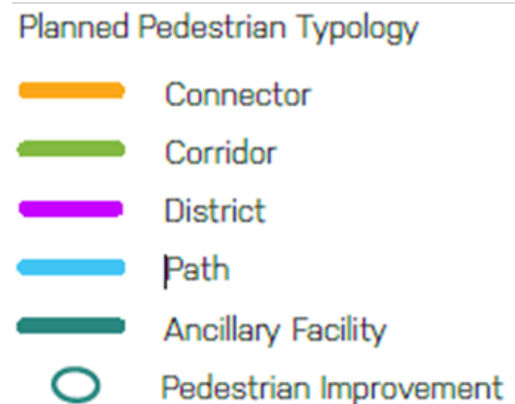 Planned Pedestrian Typology
Connector
Corridor
District
Path
Ancillary Facility
Pedestrian Improvement